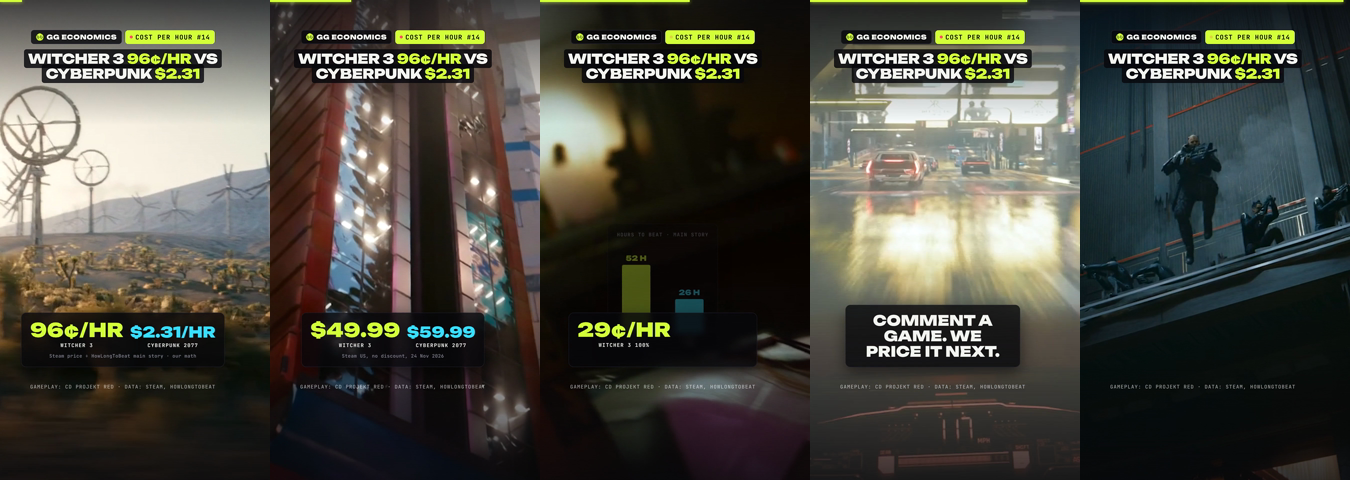 GG ECONOMICS
COST PER HOUR #14
WITCHER 3 96¢/HR VS
CYBERPUNK $2.31
96¢/HR $2.31/HR
WITCHER 3 CYBERPUNK 2077
Steam price ÷ HowLongToBeat main story · our math
GAMEPLAY: CD PROJEKT RED · DATA: STEAM, HOWLONGTOBEAT
GG ECONOMICS
COST PER HOUR #14
WITCHER 3 96¢/HR VS
CYBERPUNK $2.31
$49.99 $59.99
WITCHER 3 CYBERPUNK 2077
Steam US, no discount, 24 Nov 2026
GAMEPLAY: CD PROJEKT RED · DATA: STEAM, HOWLONGTOBEAT
GG ECONOMICS
COST PER HOUR #14
WITCHER 3 96¢/HR VS
CYBERPUNK $2.31
HOURS TO BEAT · MAIN STORY
52 H
26 H
29¢/HR
WITCHER 3 100%
GAMEPLAY: CD PROJEKT RED · DATA: STEAM, HOWLONGTOBEAT
GG ECONOMICS
COST PER HOUR #14
WITCHER 3 96¢/HR VS
CYBERPUNK $2.31
COMMENT A
GAME. WE
PRICE IT NEXT.
GAMEPLAY: CD PROJEKT RED · DATA: STEAM, HOWLONGTOBEAT
GG ECONOMICS
COST PER HOUR #14
WITCHER 3 96¢/HR VS
CYBERPUNK $2.31
GAMEPLAY: CD PROJEKT RED · DATA: STEAM, HOWLONGTOBEAT